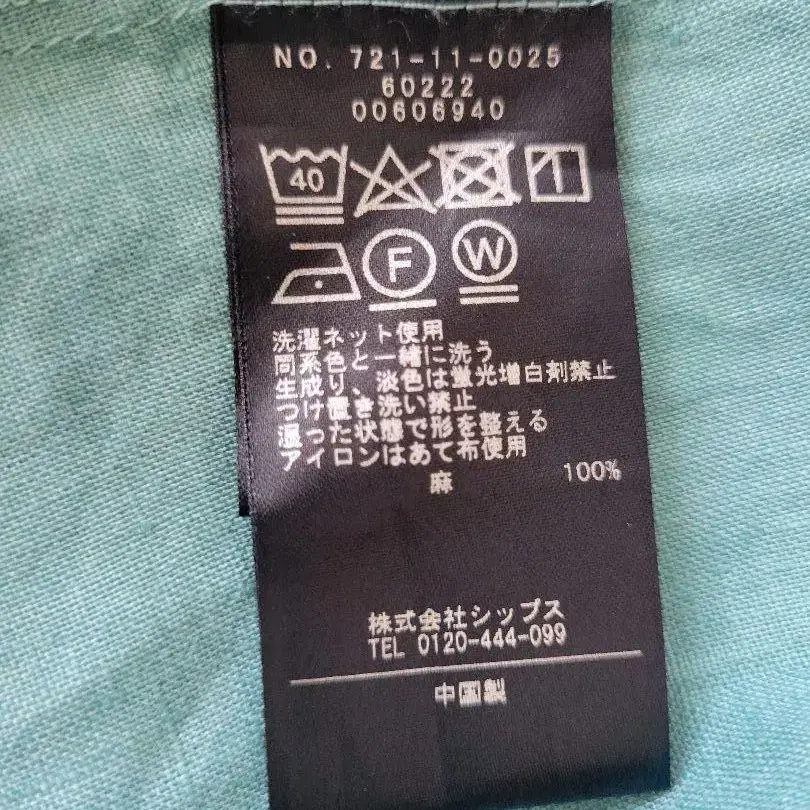 NO. 721-11-0025
60222
00606940
40
F W
洗濯ネット使用
同系色と一緒に洗う
生成り、淡色は蛍光増白剤禁止
つけ置き洗い禁止
湿った状態で形を整える
アイロンはあて布使用
麻 100%
株式会社シップス
TEL 0120-444-099
中国製